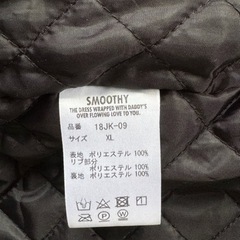 SMOOTHY
THE DRESS WRAPPED WITH DADDY'S
OVER FLOWING LOVE TO YOU.
品番 18JK-09
サイズ XL
表地 ポリエステル 100%
リブ部分
ポリエステル 100%
裏地 ポリエステル 100%